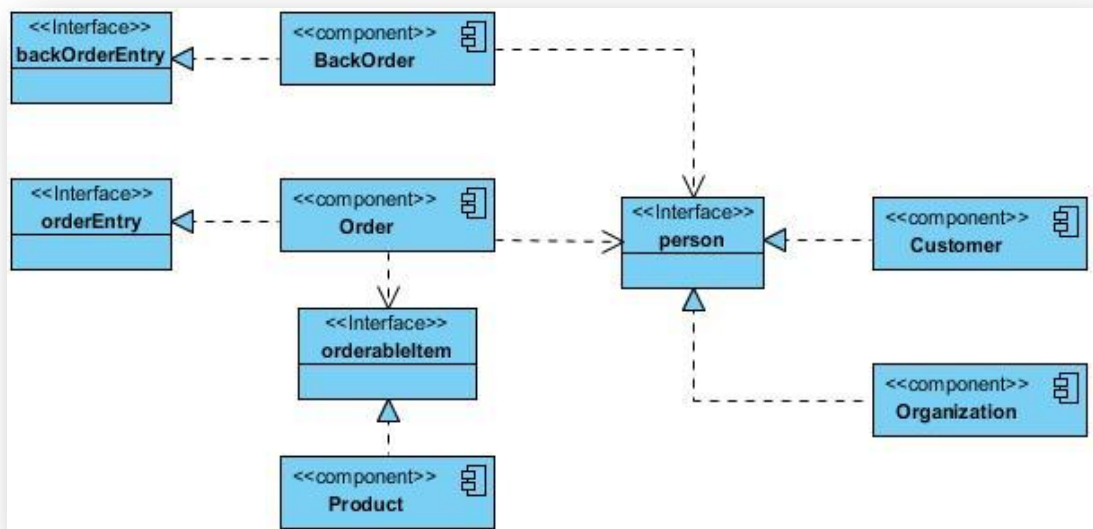 <<Interface>>
backOrderEntry
<<component>>
BackOrder
<<Interface>>
orderEntry
<<component>>
Order
<<Interface>>
person
<<component>>
Customer
<<Interface>>
orderableItem
<<component>>
Organization
<<component>>
Product